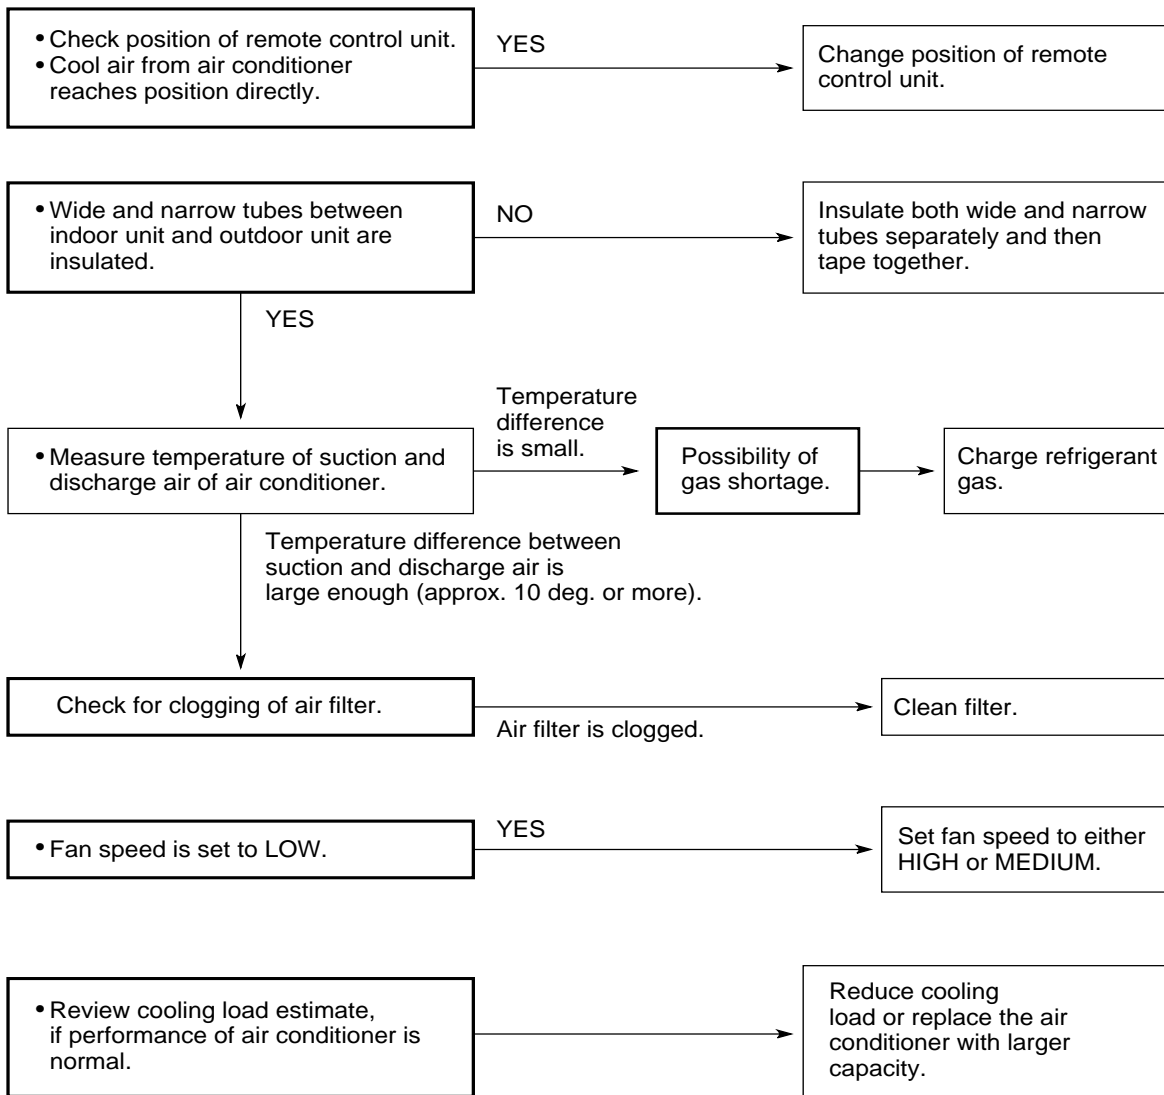 • Check position of remote control unit.
• Cool air from air conditioner
reaches position directly.
YES
Change position of remote
control unit.
• Wide and narrow tubes between
indoor unit and outdoor unit are
insulated.
NO
Insulate both wide and narrow
tubes separately and then
tape together.
YES
• Measure temperature of suction and
discharge air of air conditioner.
Temperature
difference
is small.
Possibility of
gas shortage.
Charge refrigerant
gas.
Temperature difference between
suction and discharge air is
large enough (approx. 10 deg. or more).
Check for clogging of air filter.
Air filter is clogged.
Clean filter.
• Fan speed is set to LOW.
YES
Set fan speed to either
HIGH or MEDIUM.
• Review cooling load estimate,
if performance of air conditioner is
normal.
Reduce cooling
load or replace the air
conditioner with larger
capacity.